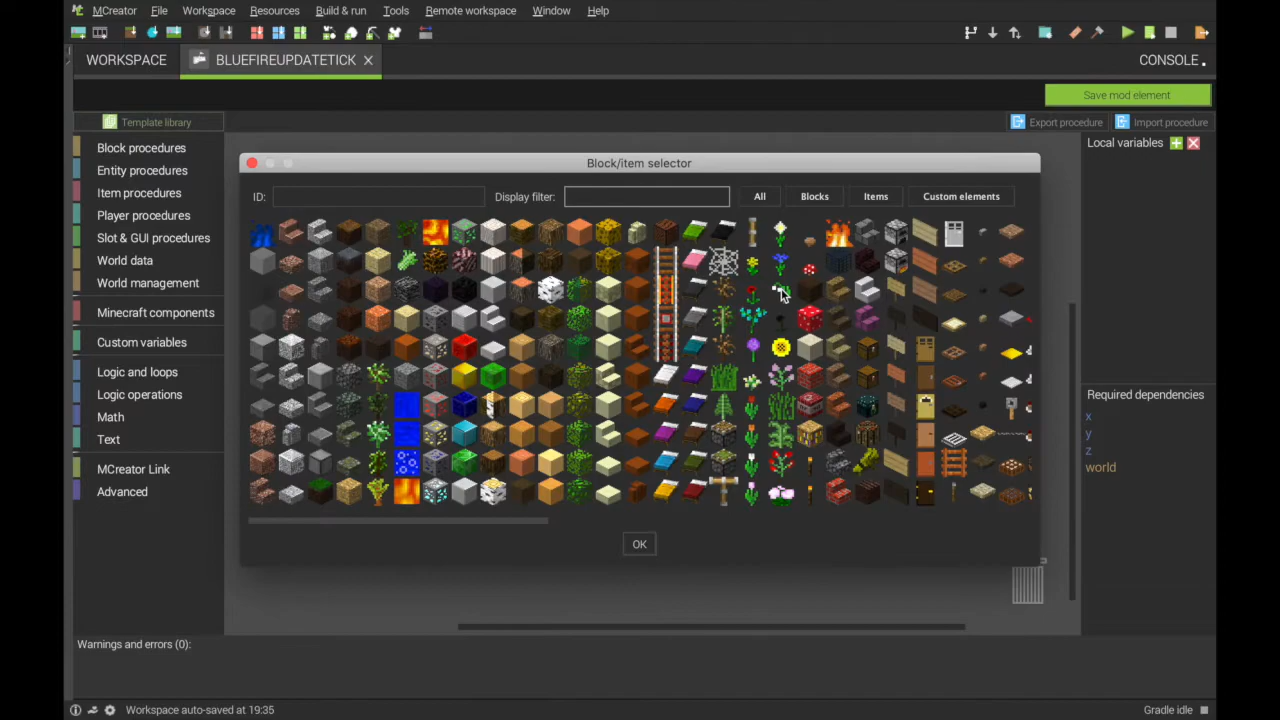 MCreator File Workspace Resources Build & run Tools Remote workspace Window Help
WORKSPACE BLUEFIREUPDATETICK CONSOLE
Save mod element
Template library Export procedure Import procedure
Block procedures
Entity procedures
Item procedures
Player procedures
Slot & GUI procedures
World data
World management
Minecraft components
Custom variables
Logic and loops
Logic operations
Math
Text
MCreator Link
Advanced
Block/item selector
ID: Display filter: All Blocks Items Custom elements
OK
Local variables
Required dependencies
x
y
z
world
Warnings and errors (0):
Workspace auto-saved at 19:35 Gradle idle